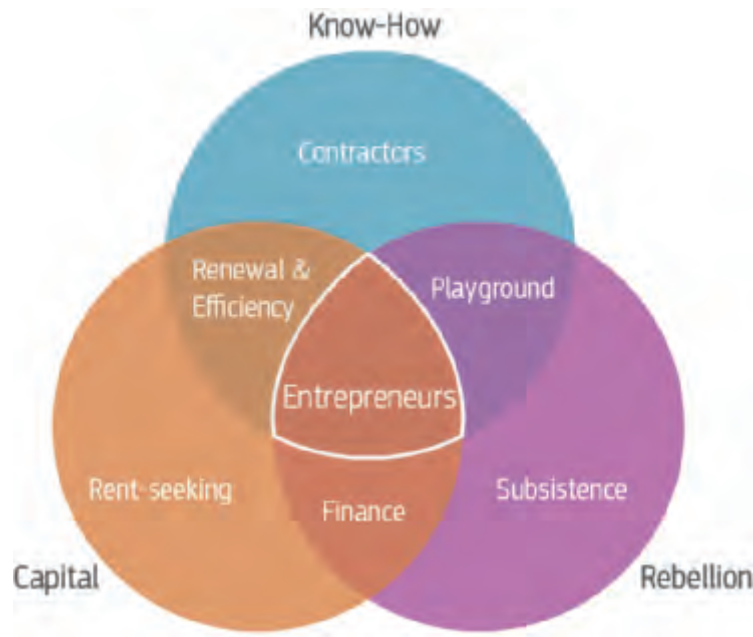 Know-How
Contractors
Renewal &
Efficiency
Playground
Entrepreneurs
Rent-seeking
Finance
Subsistence
Capital
Rebellion